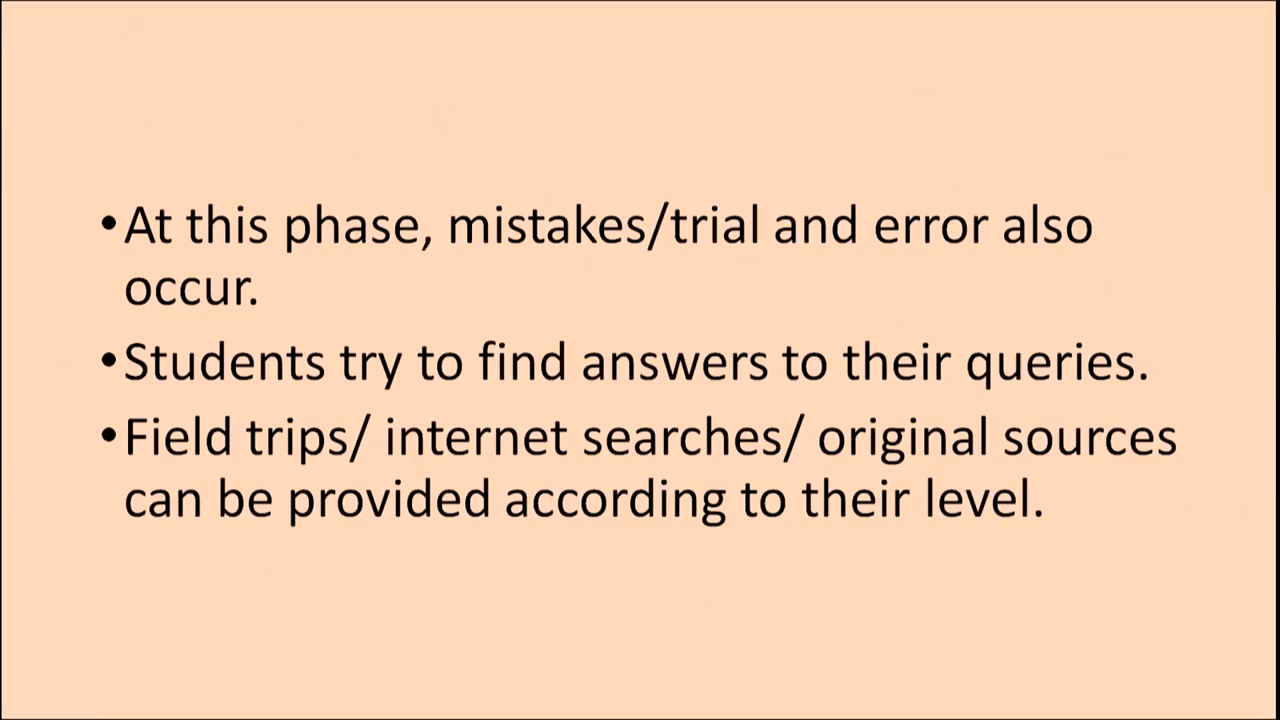 •At this phase, mistakes/trial and error also
occur.
•Students try to find answers to their queries.
•Field trips/ internet searches/ original sources
can be provided according to their level.